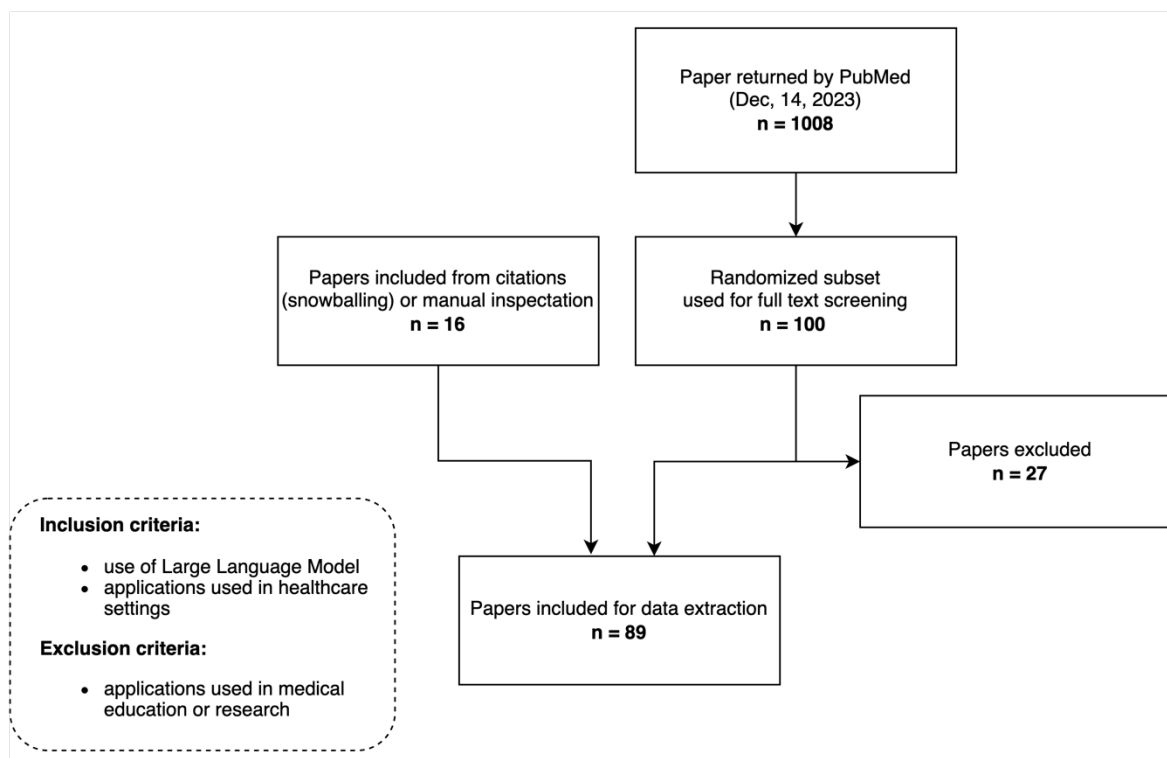 Paper returned by PubMed
(Dec, 14, 2023)
n = 1008
Papers included from citations
(snowballing) or manual inspectation
n = 16
Randomized subset
used for full text screening
n = 100
Papers excluded
n = 27
Inclusion criteria:
• use of Large Language Model
• applications used in healthcare
settings
Exclusion criteria:
• applications used in medical
education or research
Papers included for data extraction
n = 89